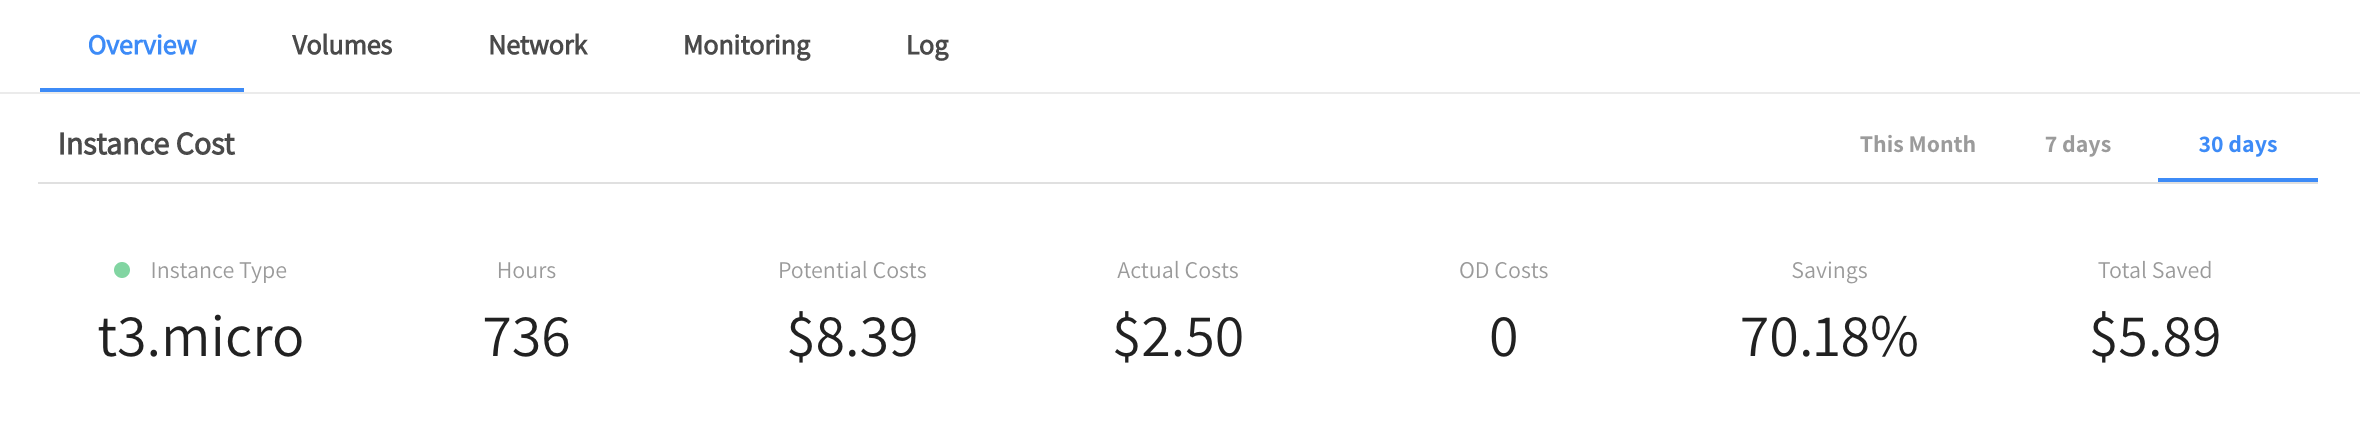 Overview Volumes Network Monitoring Log
Instance Cost This Month 7 days 30 days
Instance Type Hours Potential Costs Actual Costs OD Costs Savings Total Saved
t3.micro 736 $8.39 $2.50 0 70.18% $5.89